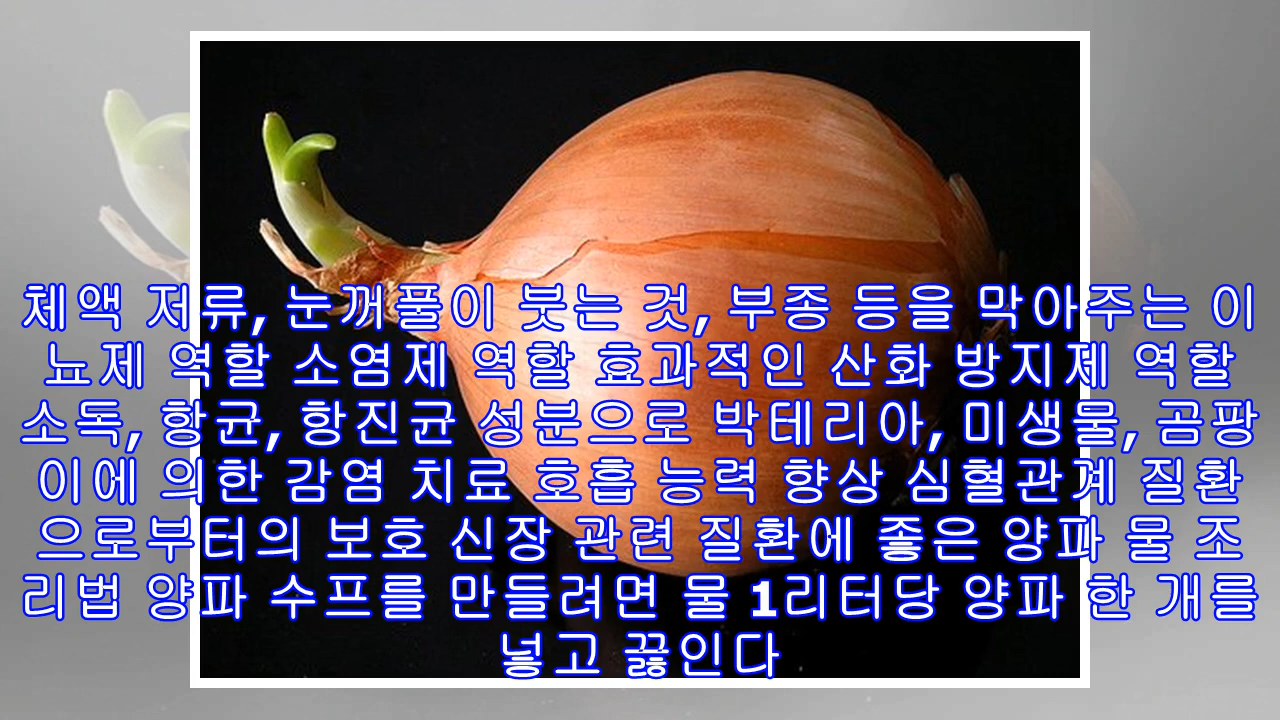 체액 저류, 눈꺼풀이 붓는 것, 부종 등을 막아주는 이
뇨제 역할 소염제 역할 효과적인 산화 방지제 역할
소독, 항균, 항진균 성분으로 박테리아, 미생물, 곰팡
이에 의한 감염 치료 호흡 능력 향상 심혈관계 질환
으로부터의 보호 신장 관련 질환에 좋은 양파 물 조
리법 양파 수프를 만들려면 물 1리터당 양파 한 개를
넣고 끓인다